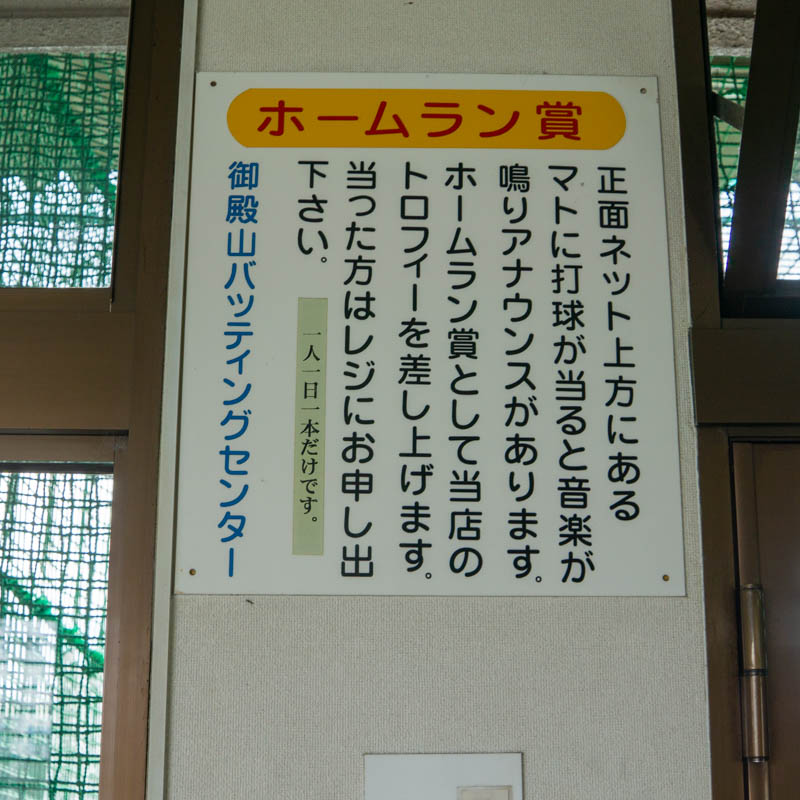 ホームラン賞
正面ネツト上方にある
マトに打球が当ると音楽が
鳴りアナウンスがあります。
ホームラン賞として当店の
トロフィーを差し上げます。
当った方はレジにお申し出
下さい。
一人一日一本だけです。
御殿山バッティングセンター